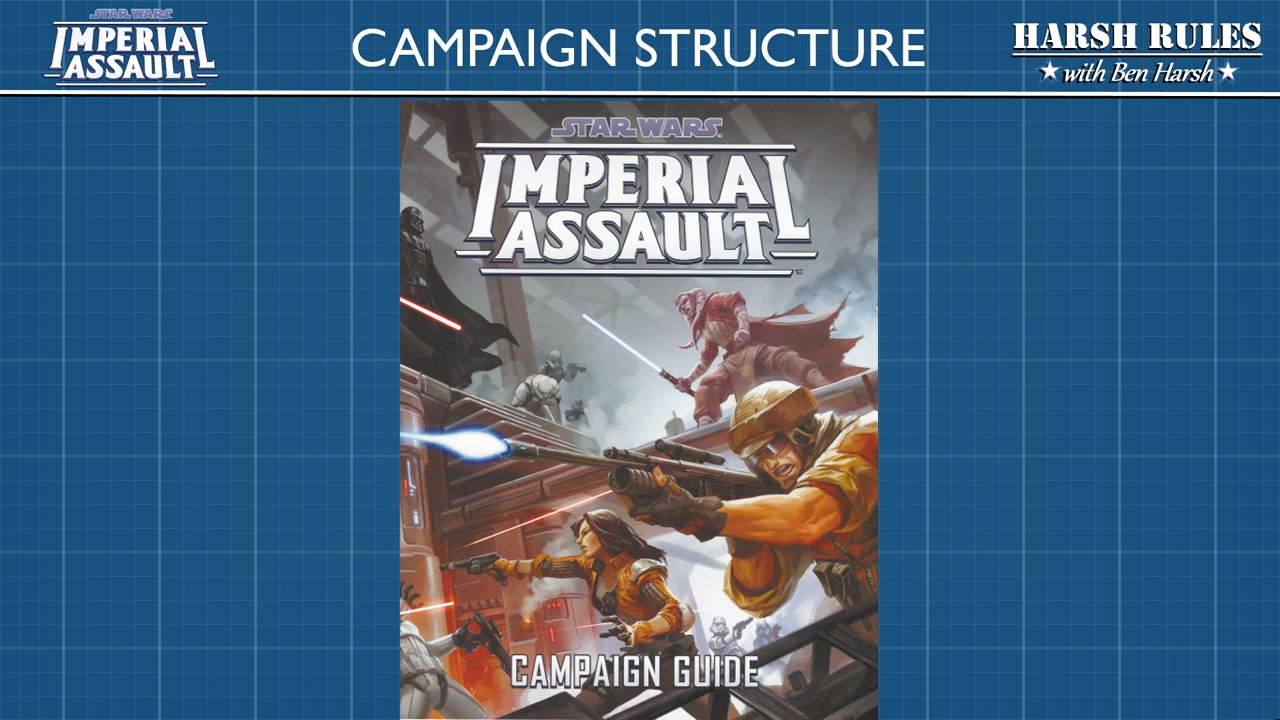 STAR WARS
IMPERIAL
ASSAULT
CAMPAIGN STRUCTURE
HARSH RULES
with Ben Harsh
STAR WARS
IMPERIAL
ASSAULT
CAMPAIGN GUIDE